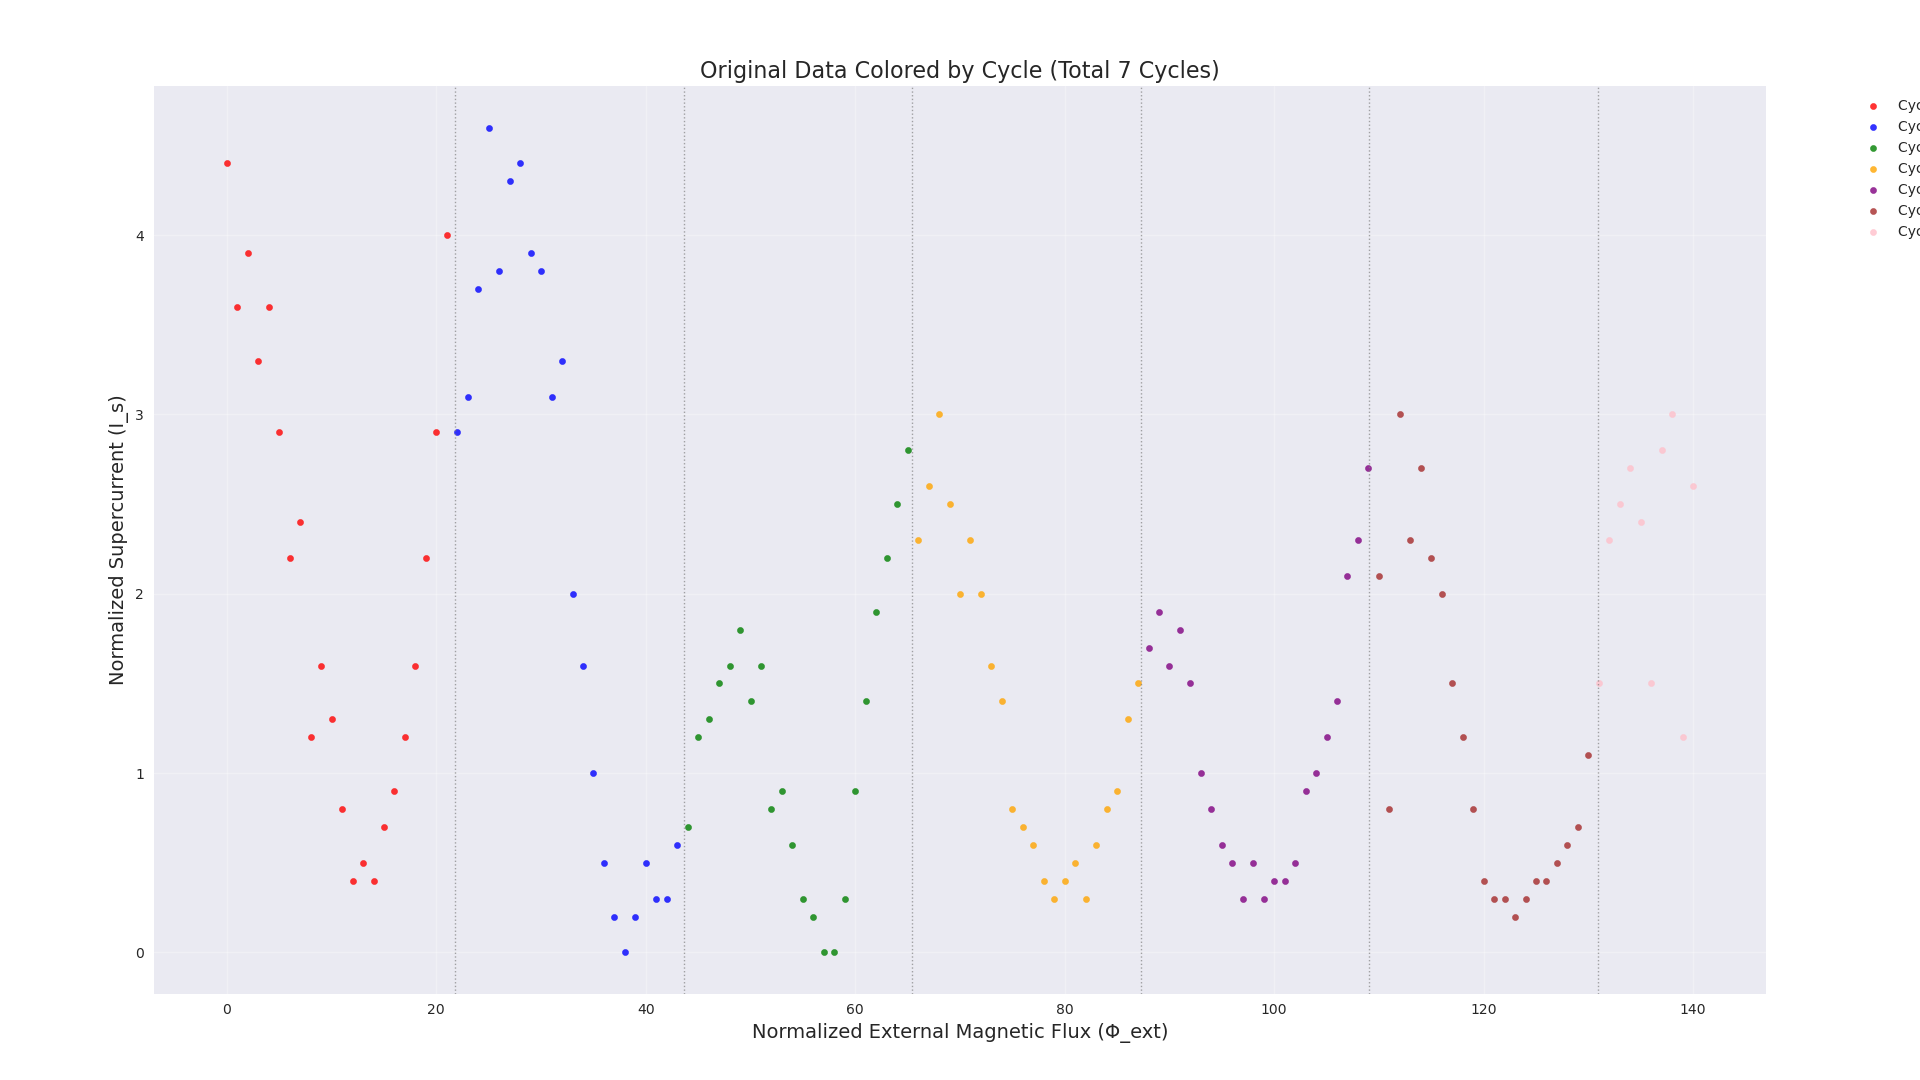 Original Data Colored by Cycle (Total 7 Cycles)
Normalized Supercurrent (I_s)
4
3
2
1
0
0 20 40 60 80 100 120 140
Normalized External Magnetic Flux (Φ_ext)
Cyc
Cyc
Cyc
Cyc
Cyc
Cyc
Cyc